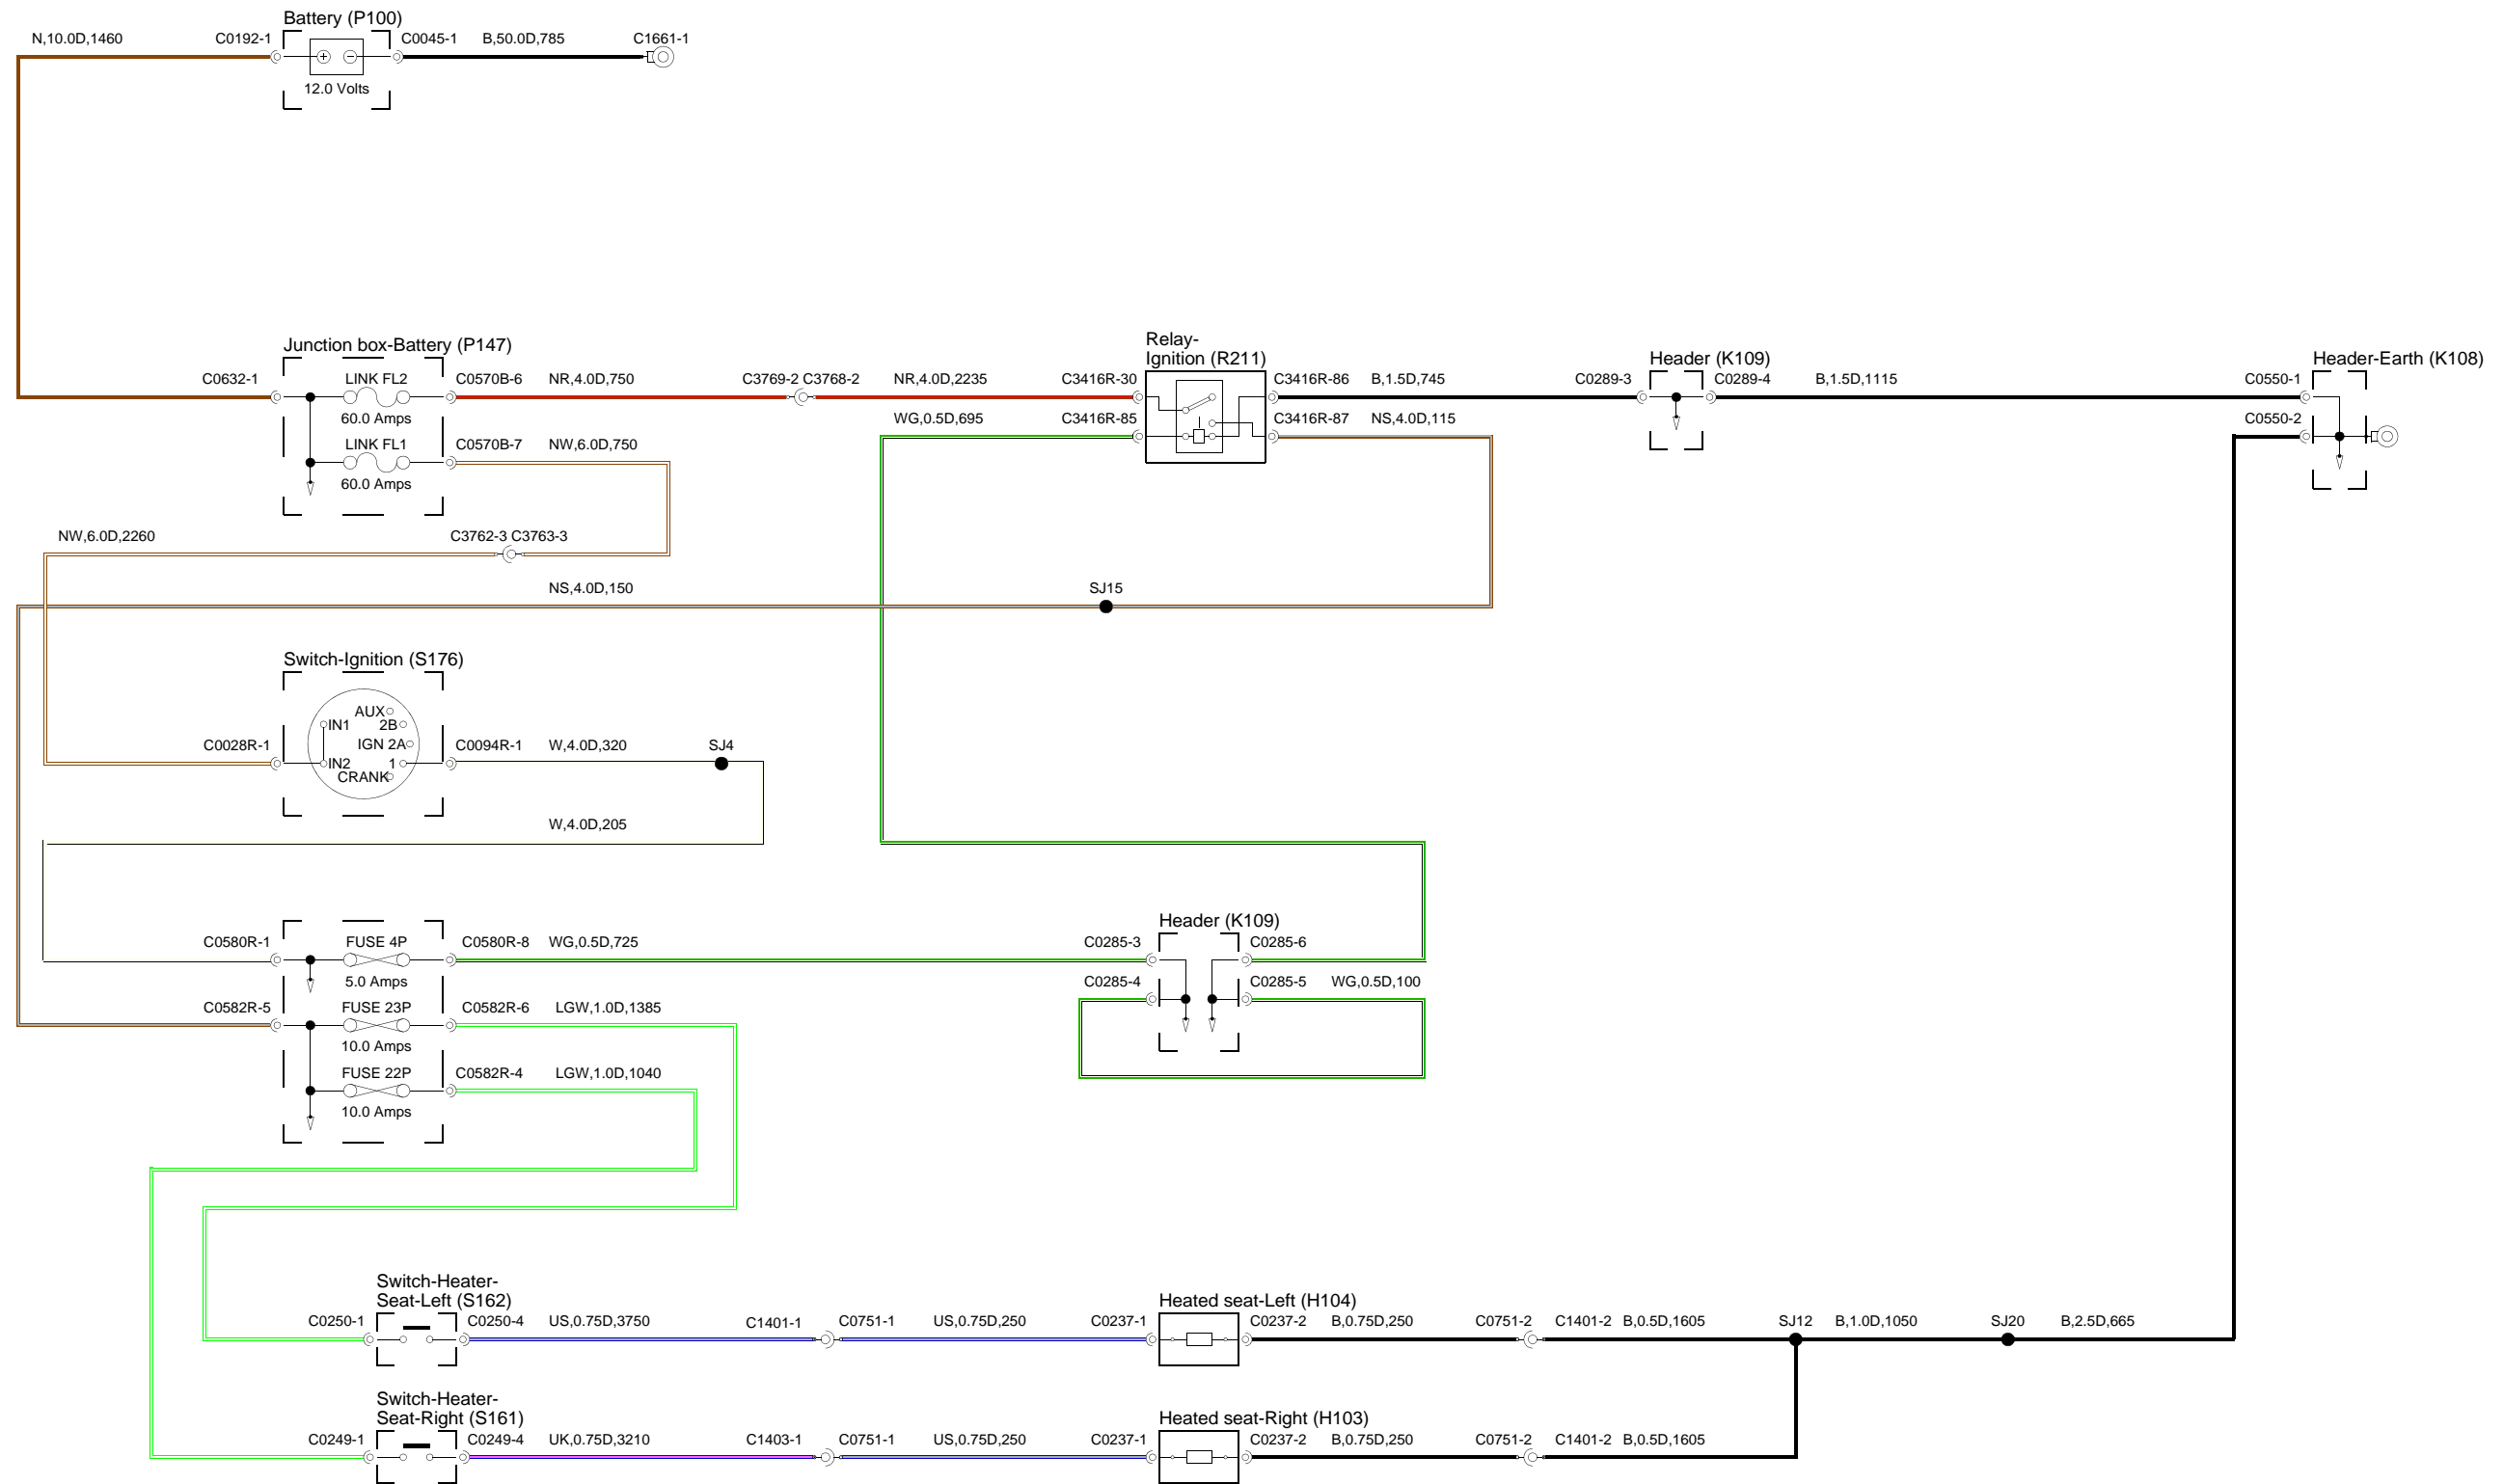 Battery (P100)
N,10.0D,1460
C0192-1
C0045-1
B,50.0D,785
C1661-1
12.0 Volts
Junction box-Battery (P147)
C0632-1
LINK FL2
60.0 Amps
LINK FL1
60.0 Amps
C0570B-6
NR,4.0D,750
C3769-2 C3768-2
NR,4.0D,2235
C0570B-7
NW,6.0D,750
Relay-
Ignition (R211)
C3416R-30
C3416R-85
WG,0.5D,695
C3416R-86
B,1.5D,745
C3416R-87
NS,4.0D,115
Header (K109)
C0289-3
C0289-4
B,1.5D,1115
Header-Earth (K108)
C0550-1
C0550-2
NW,6.0D,2260
C3762-3 C3763-3
NS,4.0D,150
SJ15
Switch-Ignition (S176)
AUX
IN1
2B
IGN 2A
IN2
1
CRANK
C0028R-1
C0094R-1
W,4.0D,320
SJ4
W,4.0D,205
C0580R-1
FUSE 4P
5.0 Amps
C0580R-8
WG,0.5D,725
C0582R-5
FUSE 23P
10.0 Amps
C0582R-6
LGW,1.0D,1385
FUSE 22P
10.0 Amps
C0582R-4
LGW,1.0D,1040
Header (K109)
C0285-3
C0285-6
C0285-4
C0285-5
WG,0.5D,100
Switch-Heater-
Seat-Left (S162)
C0250-1
C0250-4
US,0.75D,3750
C1401-1
C0751-1
US,0.75D,250
C0237-1
Heated seat-Left (H104)
C0237-2
B,0.75D,250
C0751-2
C1401-2
B,0.5D,1605
SJ12
B,1.0D,1050
SJ20
B,2.5D,665
Switch-Heater-
Seat-Right (S161)
C0249-1
C0249-4
UK,0.75D,3210
C1403-1
C0751-1
US,0.75D,250
C0237-1
Heated seat-Right (H103)
C0237-2
B,0.75D,250
C0751-2
C1401-2
B,0.5D,1605